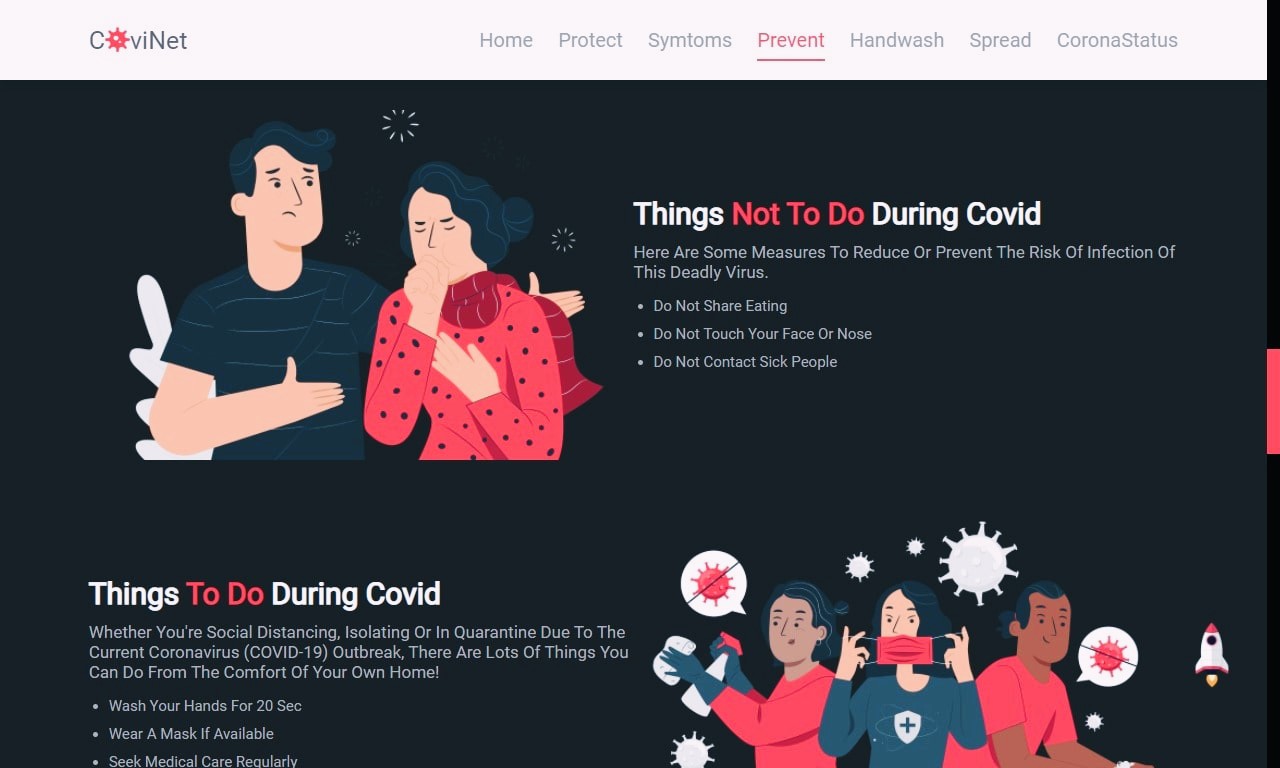 CoviNet
Home Protect Symtoms Prevent Handwash Spread CoronaStatus
Things Not To Do During Covid
Here Are Some Measures To Reduce Or Prevent The Risk Of Infection Of
This Deadly Virus.
Do Not Share Eating
Do Not Touch Your Face Or Nose
Do Not Contact Sick People
Things To Do During Covid
Whether You're Social Distancing, Isolating Or In Quarantine Due To The
Current Coronavirus (COVID-19) Outbreak, There Are Lots Of Things You
Can Do From The Comfort Of Your Own Home!
Wash Your Hands For 20 Sec
Wear A Mask If Available
Seek Medical Care Regularly